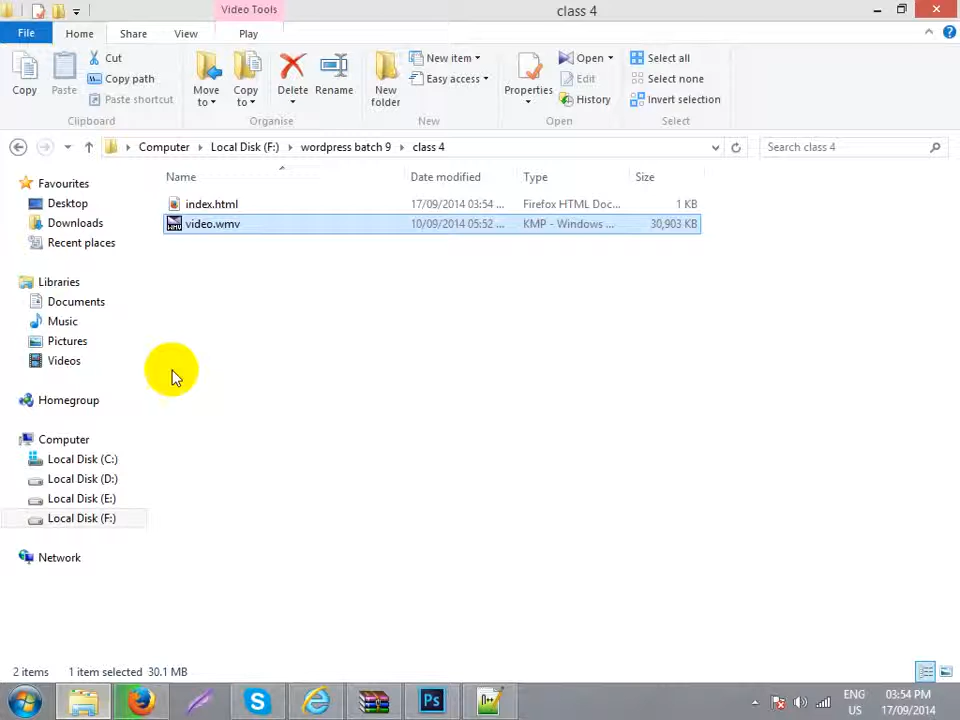 Video Tools
class 4
File
Home
Share
View
Play
Copy
Paste
Cut
Copy path
Paste shortcut
Clipboard
Move to
Copy to
Delete
Rename
Organise
New folder
New item
Easy access
New
Properties
Open
Edit
History
Open
Select all
Select none
Invert selection
Select
Computer
Local Disk (F:)
wordpress batch 9
class 4
Search class 4
Name
Date modified
Type
Size
index.html 17/09/2014 03:54 ... Firefox HTML Doc... 1 KB
video.wmv 10/09/2014 05:52 ... KMP - Windows ... 30,903 KB
Favourites
Desktop
Downloads
Recent places
Libraries
Documents
Music
Pictures
Videos
Homegroup
Computer
Local Disk (C:)
Local Disk (D:)
Local Disk (E:)
Local Disk (F:)
Network
2 items 1 item selected 30.1 MB
Ps
ENG
US
03:54 PM
17/09/2014